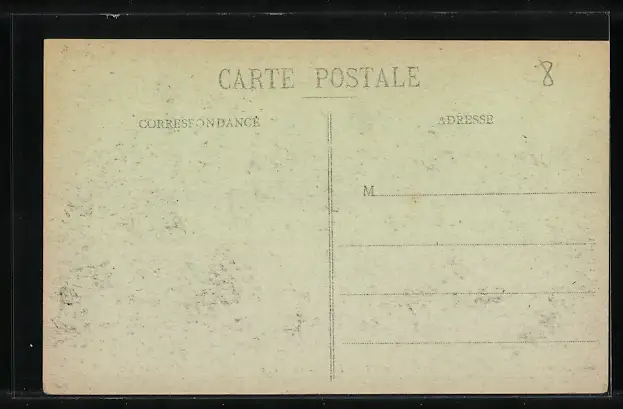 CARTE POSTALE
8
CORRESPONDANCE
ADRESSE
M